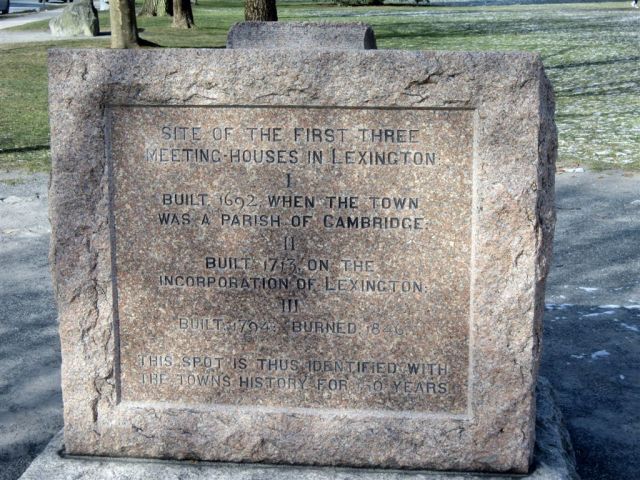 SITE OF THE FIRST THREE
MEETING-HOUSES IN LEXINGTON
I
BUILT 1692 WHEN THE TOWN
WAS A PARISH OF CAMBRIDGE:
II
BUILT 1713, ON THE
INCORPORATION OF LEXINGTON:
III
BUILT 1794: BURNED
THIS SPOT IS THUS IDENTIFIED WITH
THE TOWNS HISTORY FOR 150 YEARS